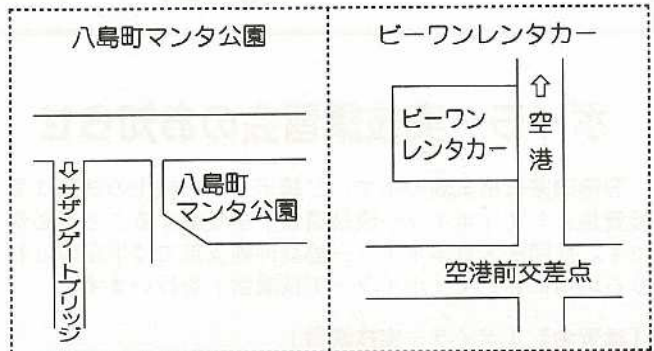 八島町マンタ公園
⇩サザンゲートブリッジ
八島町
マンタ公園
ビーワンレンタカー
ビーワン
レンタカー
⇧空港
空港前交差点